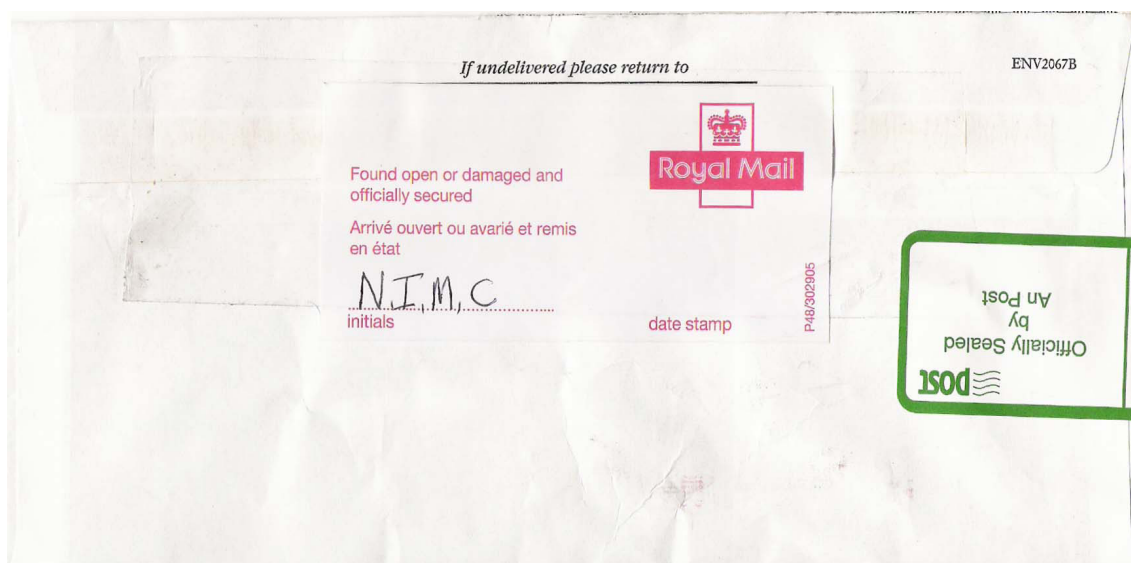 If undelivered please return to
ENV2067B
Royal Mail
Found open or damaged and
officially secured
Arrivé ouvert ou avarié et remis
en état
N.I.M.C
initials
date stamp
P48/302905
post
Officially Sealed
by
An Post